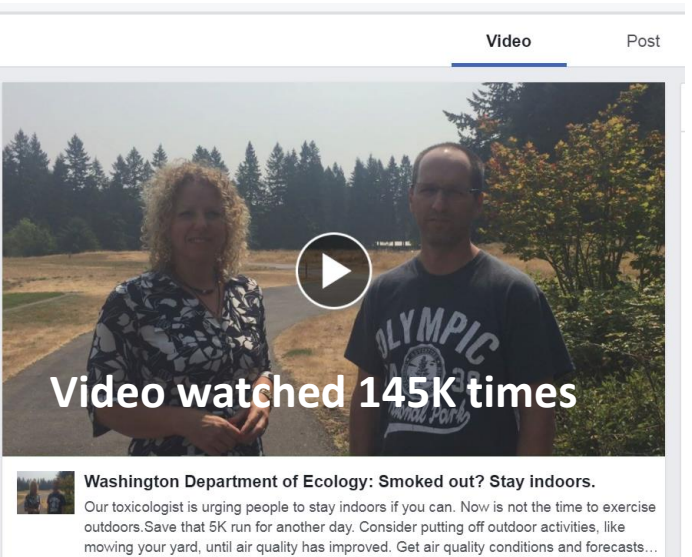 Video Post
OLYMPIC
National Park
Video watched 145K times
Washington Department of Ecology: Smoked out? Stay indoors.
Our toxicologist is urging people to stay indoors if you can. Now is not the time to exercise
outdoors.Save that 5K run for another day. Consider putting off outdoor activities, like
mowing your yard, until air quality has improved. Get air quality conditions and forecasts…